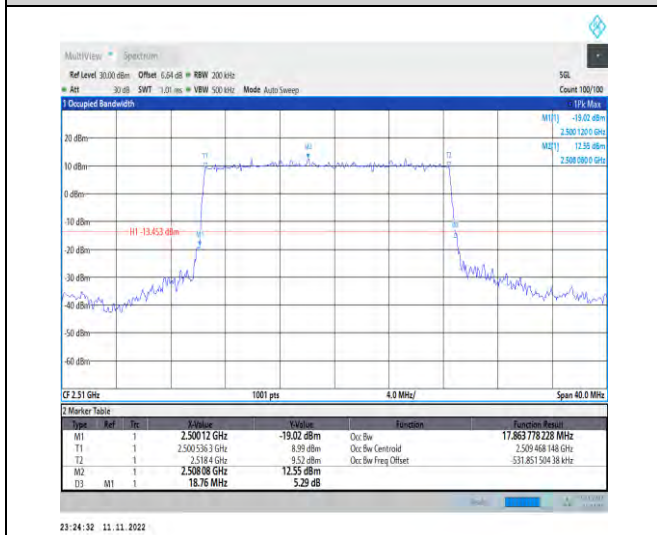 MultiView Spectrum
Ref Level 30.00 dBm Offset 6.64 dB RBW 200 kHz SGL
Att 30 dB SWT 1.01 ms VBW 500 kHz Mode Auto Sweep Count 100/100
1 Occupied Bandwidth 1Pk Max
M1[1] -19.02 dBm
2.500 120 0 GHz
M2[1] 12.55 dBm
2.508 080 0 GHz
20 dBm
10 dBm
0 dBm
-10 dBm
H1 -13.453 dBm
-20 dBm
-30 dBm
-40 dBm
-50 dBm
-60 dBm
T1
M2
T2
M1
CF 2.51 GHz 1001 pts 4.0 MHz/ Span 40.0 MHz
2 Marker Table
Type Ref Trc X-Value Y-Value Function Function Result
M1 1 2.50012 GHz -19.02 dBm Occ Bw 17.863 778 228 MHz
T1 1 2.500 536 3 GHz 8.99 dBm Occ Bw Centroid 2.509 468 148 GHz
T2 1 2.518 4 GHz 9.52 dBm Occ Bw Freq Offset -531.851 504 38 kHz
M2 1 2.508 08 GHz 12.55 dBm
D3 M1 1 18.76 MHz 5.29 dB
23:24:32 11.11.2022